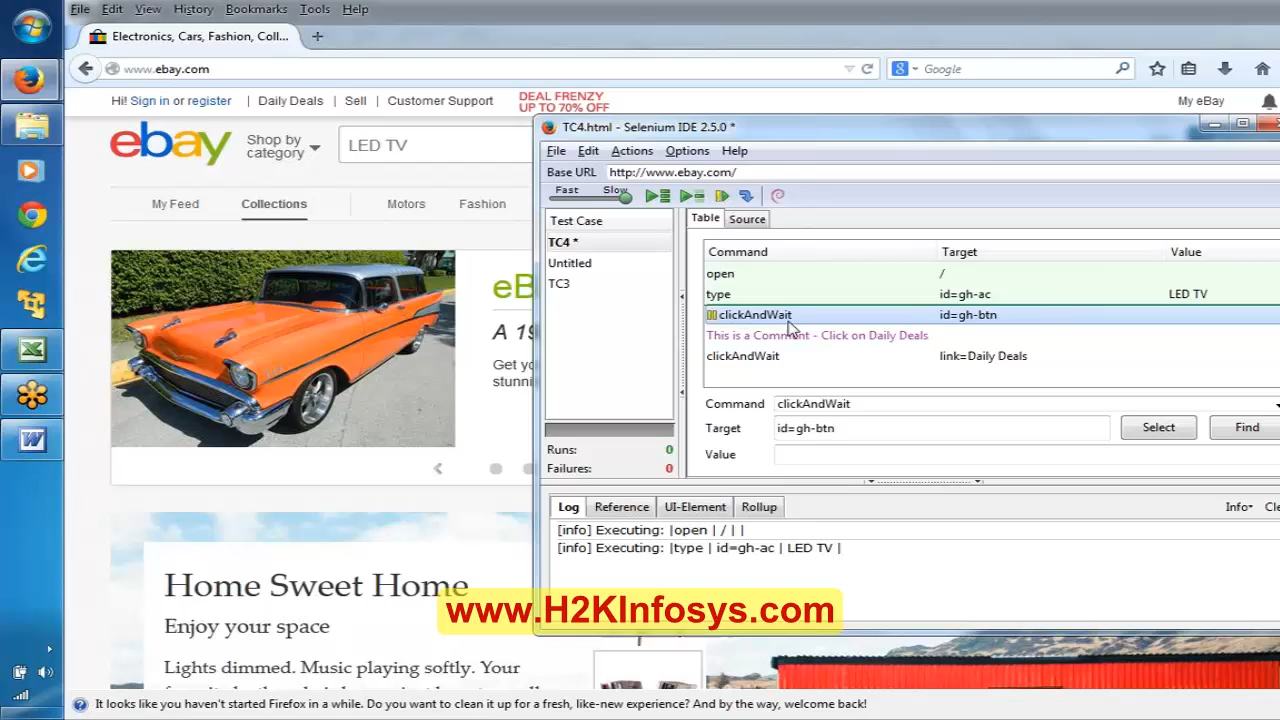 File Edit View History Bookmarks Tools Help
Electronics, Cars, Fashion, Coll... +
www.ebay.com
8 Google
Hi! Sign in or register | Daily Deals | Sell | Customer Support
DEAL FRENZY
UP TO 70% OFF
My eBay
ebay
Shop by
category
LED TV
My Feed Collections Motors Fashion
eB
A 19
Get yo
stunni
TC4.html - Selenium IDE 2.5.0 *
File Edit Actions Options Help
Base URL http://www.ebay.com/
Fast Slow
Test Case
TC4 *
Untitled
TC3
Runs: 0
Failures: 0
Table Source
Command Target Value
open /
type id=gh-ac LED TV
clickAndWait id=gh-btn
This is a Comment - Click on Daily Deals
clickAndWait link=Daily Deals
Command clickAndWait
Target id=gh-btn Select Find
Value
Log Reference UI-Element Rollup Info Cle
[info] Executing: |open | / | |
[info] Executing: |type | id=gh-ac | LED TV |
www.H2KInfosys.com
Home Sweet Home
Enjoy your space
Lights dimmed. Music playing softly. Your
It looks like you haven't started Firefox in a while. Do you want to clean it up for a fresh, like-new experience? And by the way, welcome back!